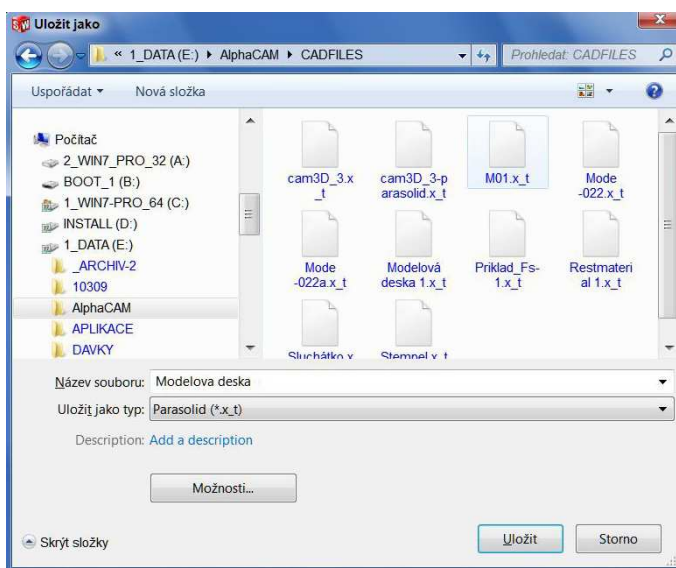 Uložit jako
« 1_DATA (E:) ▸ AlphaCAM ▸ CADFILES
Prohledat: CADFILES
Uspořádat Nová složka
Počítač
2_WIN7_PRO_32 (A:)
BOOT_1 (B:)
1_WIN7-PRO_64 (C:)
INSTALL (D:)
1_DATA (E:)
_ARCHIV-2
10309
AlphaCAM
APLIKACE
DAVKY
cam3D_3.x
_t
cam3D_3-p
arasolid.x_t
M01.x_t
Mode
-022.x_t
Mode
-022a.x_t
Modelová
deska 1.x_t
Priklad_Fs-
1.x_t
Restmateri
al 1.x_t
Sluchátko.x
Stempel.x_t
Název souboru: Modelova deska
Uložit jako typ: Parasolid (*.x_t)
Description: Add a description
Možnosti...
Skrýt složky
Uložit
Storno